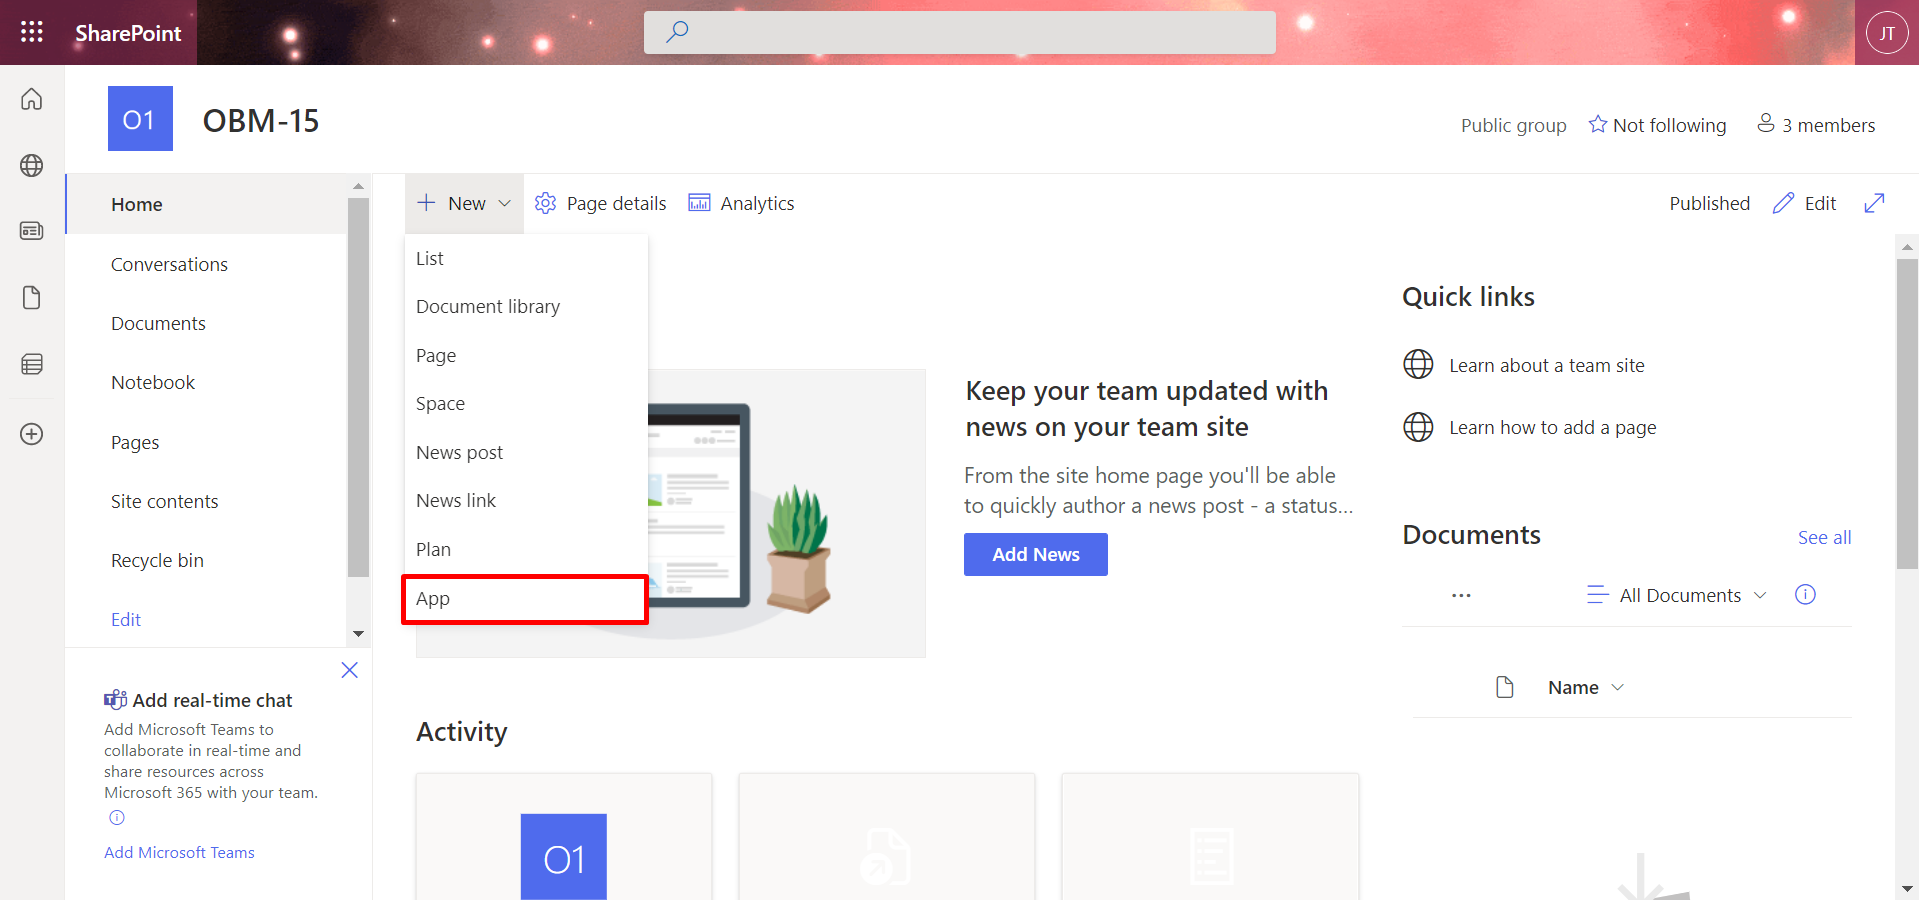 SharePoint
JT
O1
OBM-15
Public group
Not following
3 members
Home
Conversations
Documents
Notebook
Pages
Site contents
Recycle bin
Edit
New
Page details
Analytics
Published
Edit
List
Document library
Page
Space
News post
News link
Plan
App
Keep your team updated with
news on your team site
From the site home page you'll be able
to quickly author a news post - a status...
Add News
Quick links
Learn about a team site
Learn how to add a page
Documents
See all
...
All Documents
Name
Add real-time chat
Add Microsoft Teams to
collaborate in real-time and
share resources across
Microsoft 365 with your team.
Add Microsoft Teams
Activity
O1